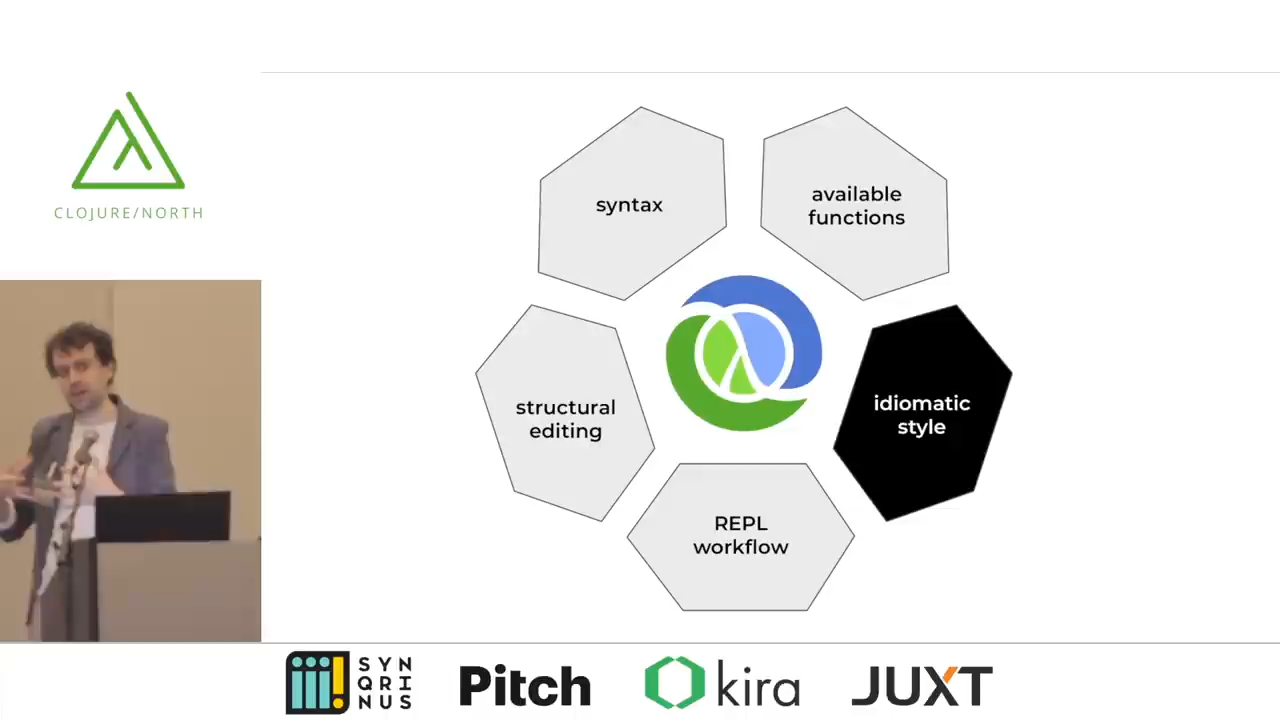 CLOJURE/NORTH
syntax
available
functions
structural
editing
idiomatic
style
REPL
workflow
SYN
QRI
NUS
Pitch
kira
JUXT